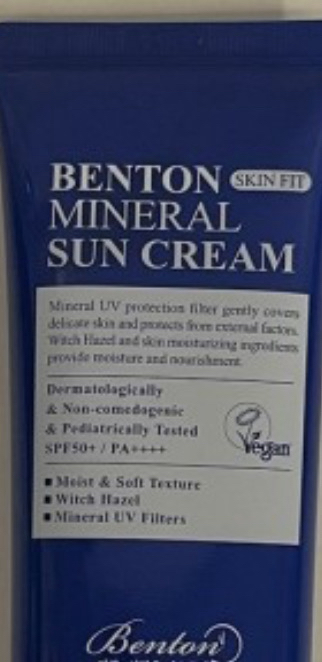 BENTON SKIN FIT
MINERAL
SUN CREAM
Mineral UV protection filter gently covers
delicate skin and protects from external factors.
Witch Hazel and skin moisturizing ingredients
provide moisture and nourishment.
Dermatologically
& Non-comedogenic
& Pediatrically Tested
SPF50+ / PA++++
Vegan
■ Moist & Soft Texture
■ Witch Hazel
■ Mineral UV Filters
Benton